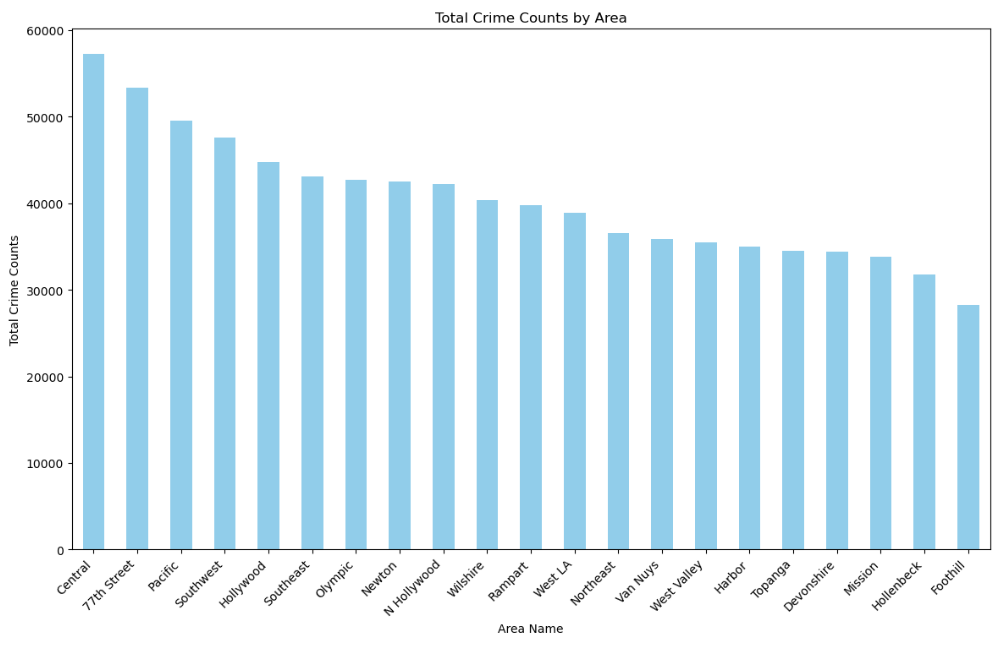 Total Crime Counts by Area
Total Crime Counts
60000
50000
40000
30000
20000
10000
0
Central
77th Street
Pacific
Southwest
Hollywood
Southeast
Olympic
Newton
N Hollywood
Wilshire
Rampart
West LA
Northeast
Van Nuys
West Valley
Harbor
Topanga
Devonshire
Mission
Hollenbeck
Foothill
Area Name